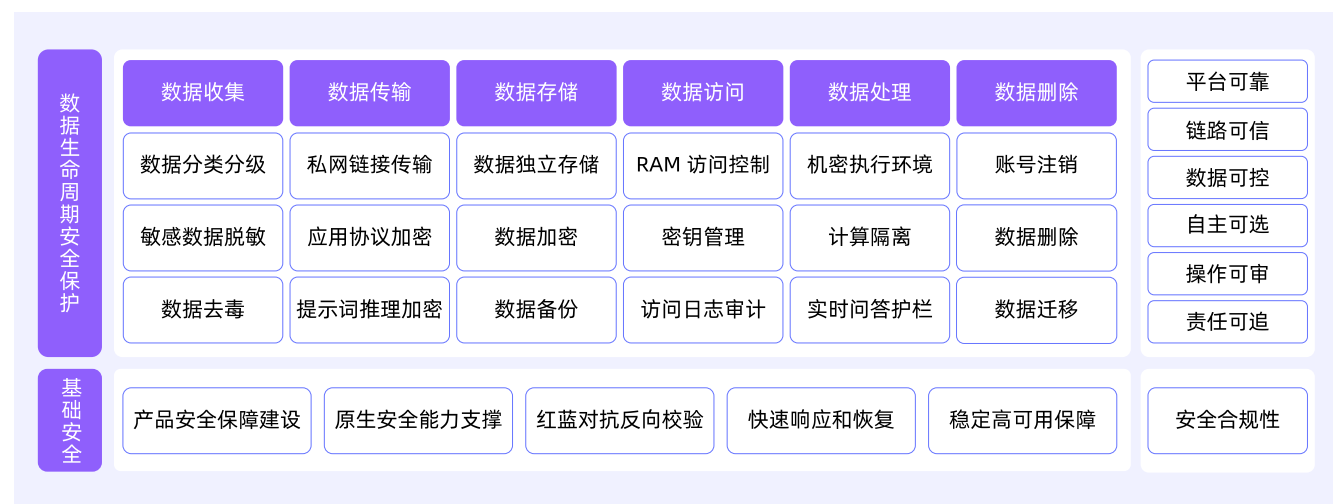 数据生命周期安全保护
数据收集
数据传输
数据存储
数据访问
数据处理
数据删除
数据分类分级
私网链接传输
数据独立存储
RAM 访问控制
机密执行环境
账号注销
敏感数据脱敏
应用协议加密
数据加密
密钥管理
计算隔离
数据删除
数据去毒
提示词推理加密
数据备份
访问日志审计
实时问答护栏
数据迁移
平台可靠
链路可信
数据可控
自主可选
操作可审
责任可追
基础安全
产品安全保障建设
原生安全能力支撑
红蓝对抗反向校验
快速响应和恢复
稳定高可用保障
安全合规性